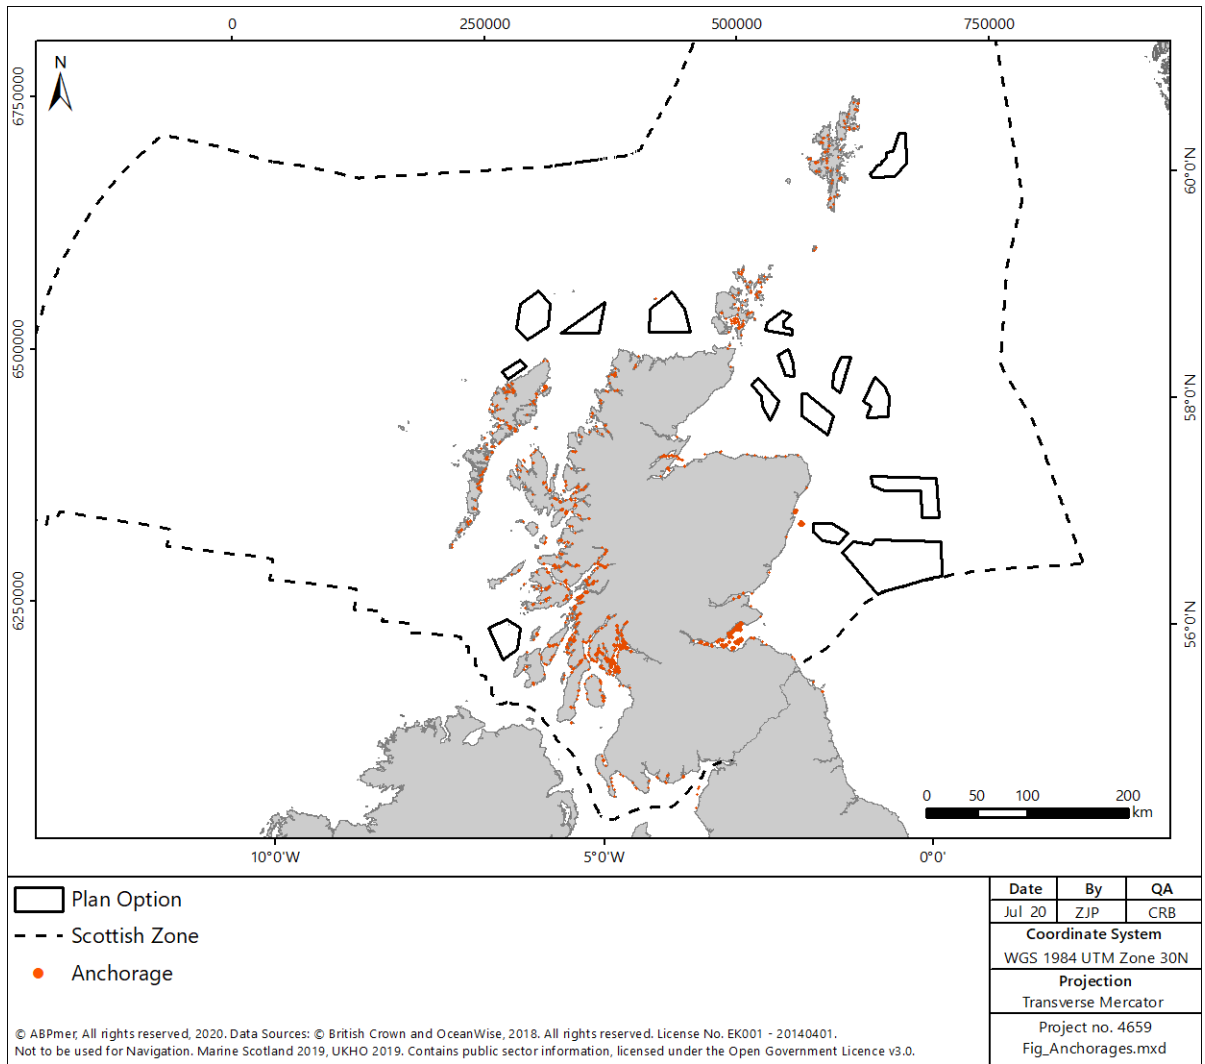 0 250000 500000 750000
N
6750000
6500000
6250000
60°0'N
58°0'N
56°0'N
0 50 100 200
km
10°0'W 5°0'W 0°0'
Plan Option
Scottish Zone
Anchorage
Date By QA
Jul 20 ZJP CRB
Coordinate System
WGS 1984 UTM Zone 30N
Projection
Transverse Mercator
Project no. 4659
Fig_Anchorages.mxd
© ABPmer, All rights reserved, 2020. Data Sources: © British Crown and OceanWise, 2018. All rights reserved. License No. EK001 - 20140401.
Not to be used for Navigation. Marine Scotland 2019, UKHO 2019. Contains public sector information, licensed under the Open Government Licence v3.0.